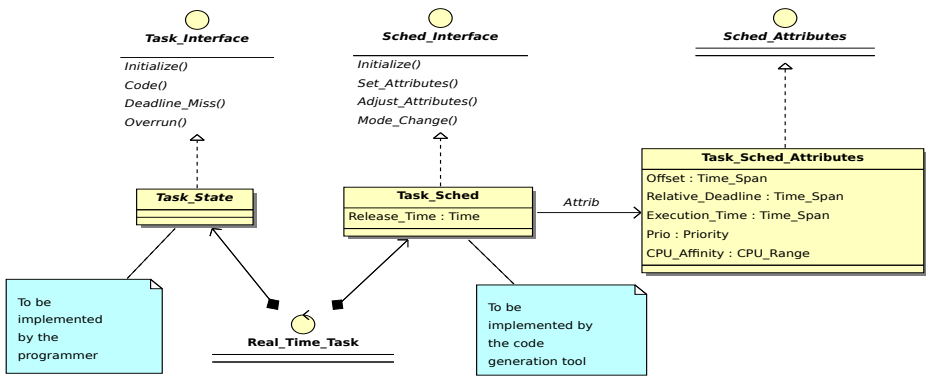 Task_Interface
Initialize()
Code()
Deadline_Miss()
Overrun()
Sched_Interface
Initialize()
Set_Attributes()
Adjust_Attributes()
Mode_Change()
Sched_Attributes
Task_State
Task_Sched
Release_Time : Time
Attrib
Task_Sched_Attributes
Offset : Time_Span
Relative_Deadline : Time_Span
Execution_Time : Time_Span
Prio : Priority
CPU_Affinity : CPU_Range
To be
implemented
by the
programmer
Real_Time_Task
To be
implemented by
the code
generation tool